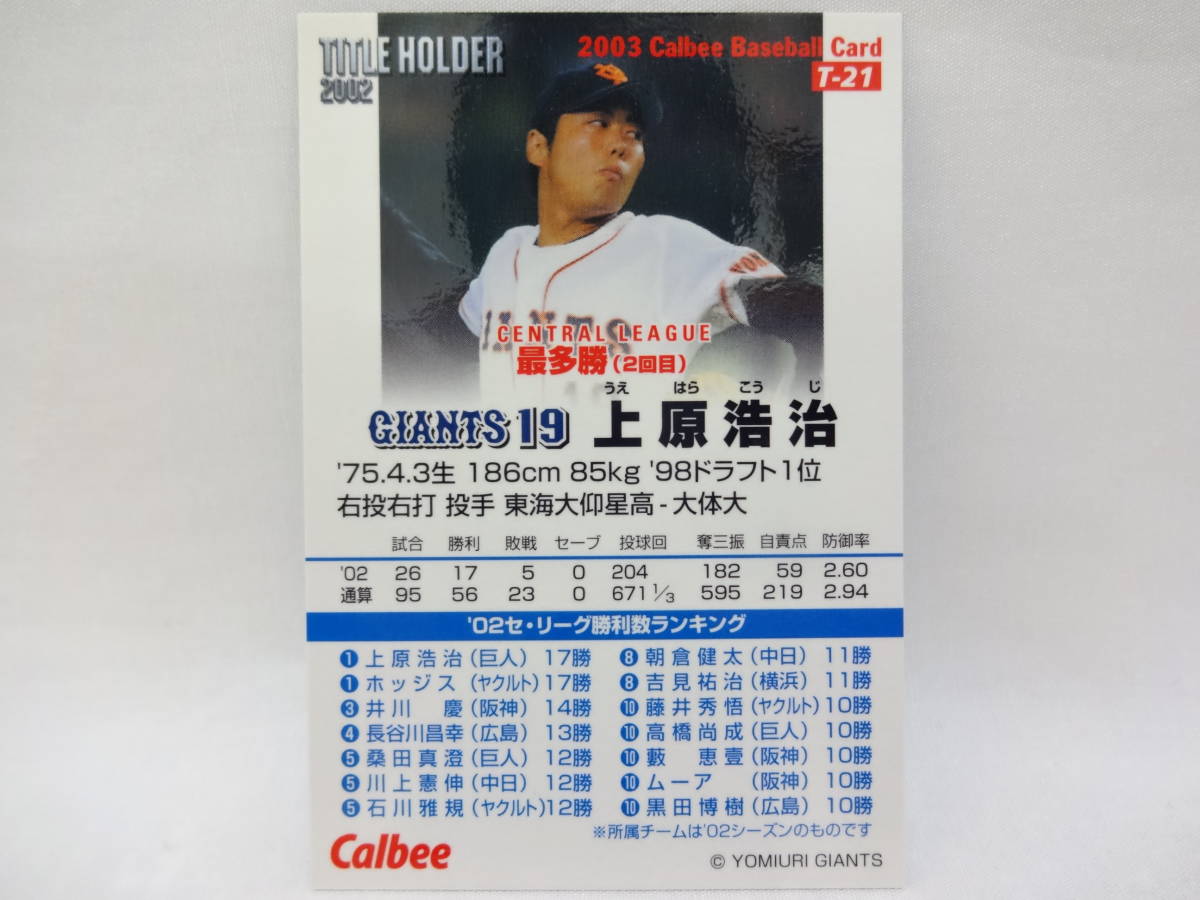 TITLE HOLDER
2002
2003 Calbee Baseball Card
T-21
CENTRAL LEAGUE
最多勝(2回目)
うえ はら こう じ
GIANTS 19 上原浩治
'75.4.3生 186cm 85kg '98ドラフト1位
右投右打 投手 東海大仰星高-大体大
試合 勝利 敗戦 セーブ 投球回 奪三振 自責点 防御率
'02 26 17 5 0 204 182 59 2.60
通算 95 56 23 0 671 1/3 595 219 2.94
'02セ・リーグ勝利数ランキング
❶上原浩治(巨人) 17勝
❶ホッジス(ヤクルト)17勝
❸井川 慶(阪神) 14勝
❹長谷川昌幸(広島) 13勝
❺桑田真澄(巨人) 12勝
❺川上憲伸(中日) 12勝
❺石川雅規(ヤクルト)12勝
❽朝倉健太(中日) 11勝
❽吉見祐治(横浜) 11勝
❿藤井秀悟(ヤクルト)10勝
❿高橋尚成(巨人) 10勝
❿藪 恵壹(阪神) 10勝
❿ムーア (阪神) 10勝
❿黒田博樹(広島) 10勝
※所属チームは'02シーズンのものです
Calbee
© YOMIURI GIANTS